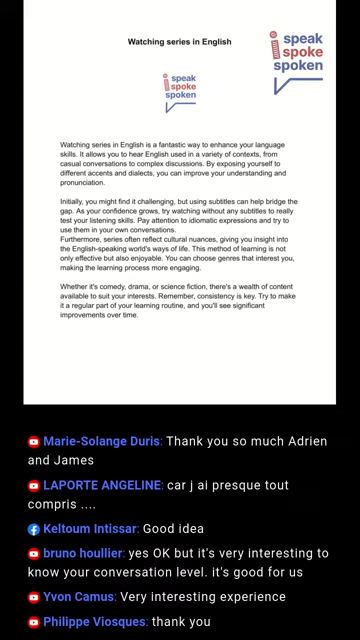 Watching series in English
i speak
spoke
spoken
i speak
spoke
spoken
Watching series in English is a fantastic way to enhance your language
skills. It allows you to hear English used in a variety of contexts, from
casual conversations to complex discussions. By exposing yourself to
different accents and dialects, you can improve your understanding and
pronunciation.
Initially, you might find it challenging, but using subtitles can help bridge the
gap. As your confidence grows, try watching without any subtitles to really
test your listening skills. Pay attention to idiomatic expressions and try to
use them in your own conversations.
Furthermore, series often reflect cultural nuances, giving you insight into
the English-speaking world's ways of life. This method of learning is not
only effective but also enjoyable. You can choose genres that interest you,
making the learning process more engaging.
Whether it's comedy, drama, or science fiction, there's a wealth of content
available to suit your interests. Remember, consistency is key. Try to make
it a regular part of your learning routine, and you'll see significant
improvements over time.
Marie-Solange Duris: Thank you so much Adrien
and James
LAPORTE ANGELINE: car j ai presque tout
compris ....
Keltoum Intissar: Good idea
bruno houllier: yes OK but it's very interesting to
know your conversation level. it's good for us
Yvon Camus: Very interesting experience
Philippe Viosques: thank you